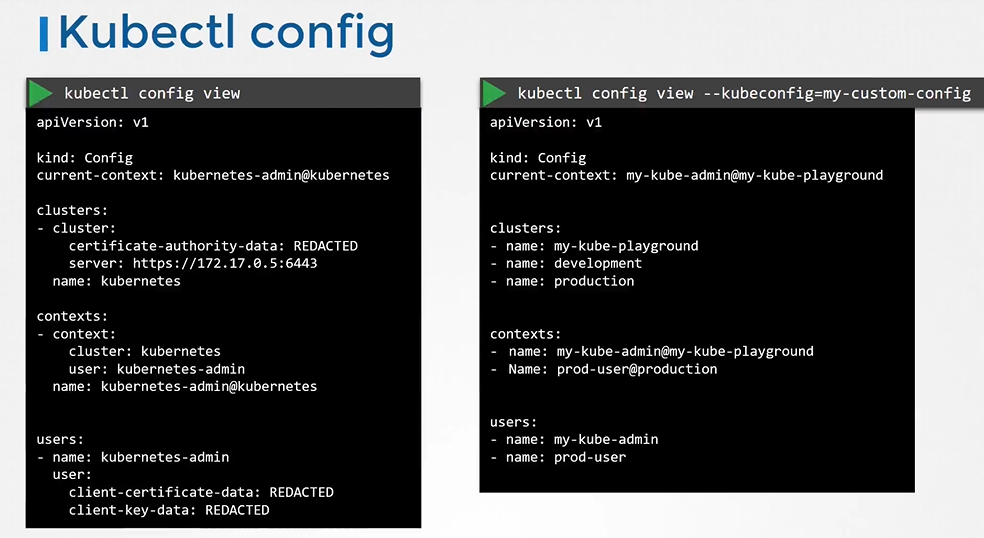 Kubectl config
kubectl config view
apiVersion: v1
kind: Config
current-context: kubernetes-admin@kubernetes
clusters:
- cluster:
    certificate-authority-data: REDACTED
    server: https://172.17.0.5:6443
  name: kubernetes
contexts:
- context:
    cluster: kubernetes
    user: kubernetes-admin
  name: kubernetes-admin@kubernetes
users:
- name: kubernetes-admin
  user:
    client-certificate-data: REDACTED
    client-key-data: REDACTED
kubectl config view --kubeconfig=my-custom-config
apiVersion: v1
kind: Config
current-context: my-kube-admin@my-kube-playground
clusters:
- name: my-kube-playground
- name: development
- name: production
contexts:
- name: my-kube-admin@my-kube-playground
- Name: prod-user@production
users:
- name: my-kube-admin
- name: prod-user